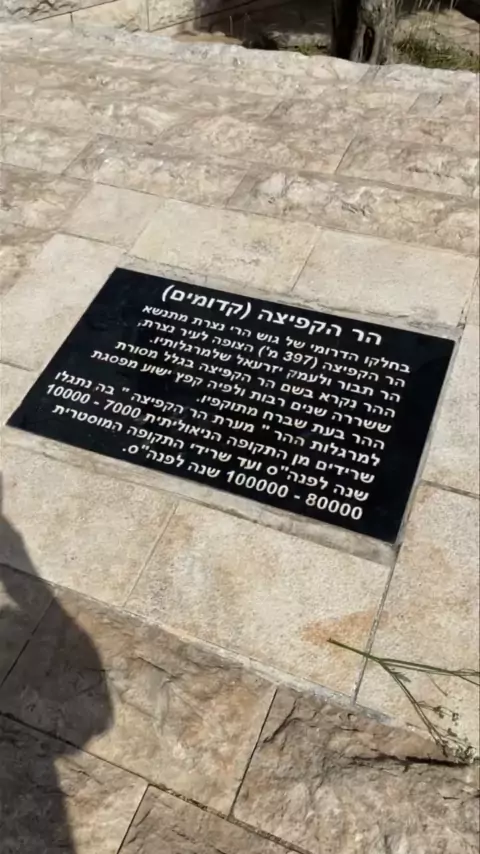 הר הקפיצה (קדומים)
בחלקו הדרומי של גוש הרי נצרת מתנשא
הר הקפיצה (397 מ') הצופה לעיר נצרת,
הר תבור ולעמק יזרעאל שלמרגלותיו.
ההר נקרא בשם הר הקפיצה בגלל מסורת
ששררה שנים רבות ולפיה קפץ ישוע מפסגת
ההר בעת שברח מתוקפיו.
למרגלות ההר "מערת הר הקפיצה" בה נתגלו
שרידים מן התקופה הניאוליתית 7000 - 10000
שנה לפנה"ס ועד שרידי התקופה המוסטרית
80000 - 100000 שנה לפנה"ס.